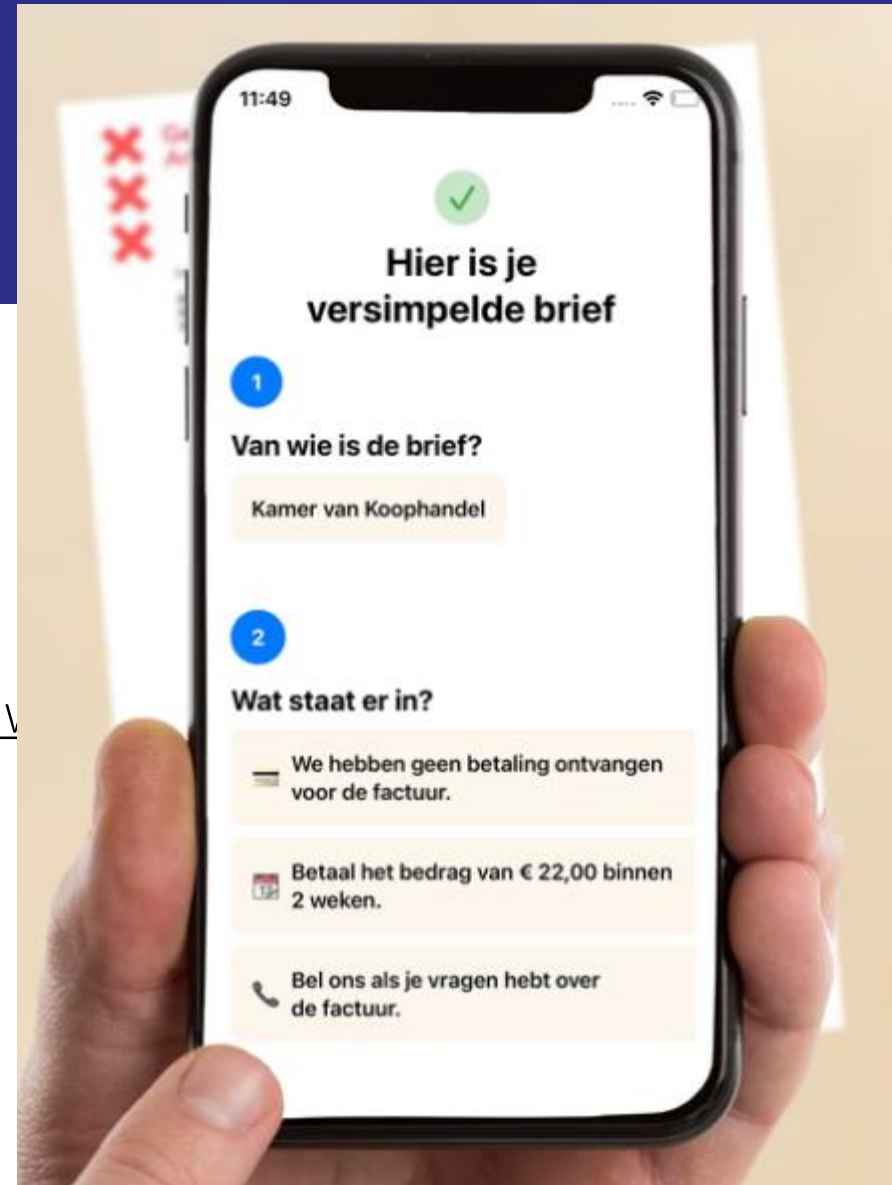 11:49
Hier is je
versimpelde brief
1
Van wie is de brief?
Kamer van Koophandel
2
Wat staat er in?
We hebben geen betaling ontvangen
voor de factuur.
Betaal het bedrag van € 22,00 binnen
2 weken.
Bel ons als je vragen hebt over
de factuur.